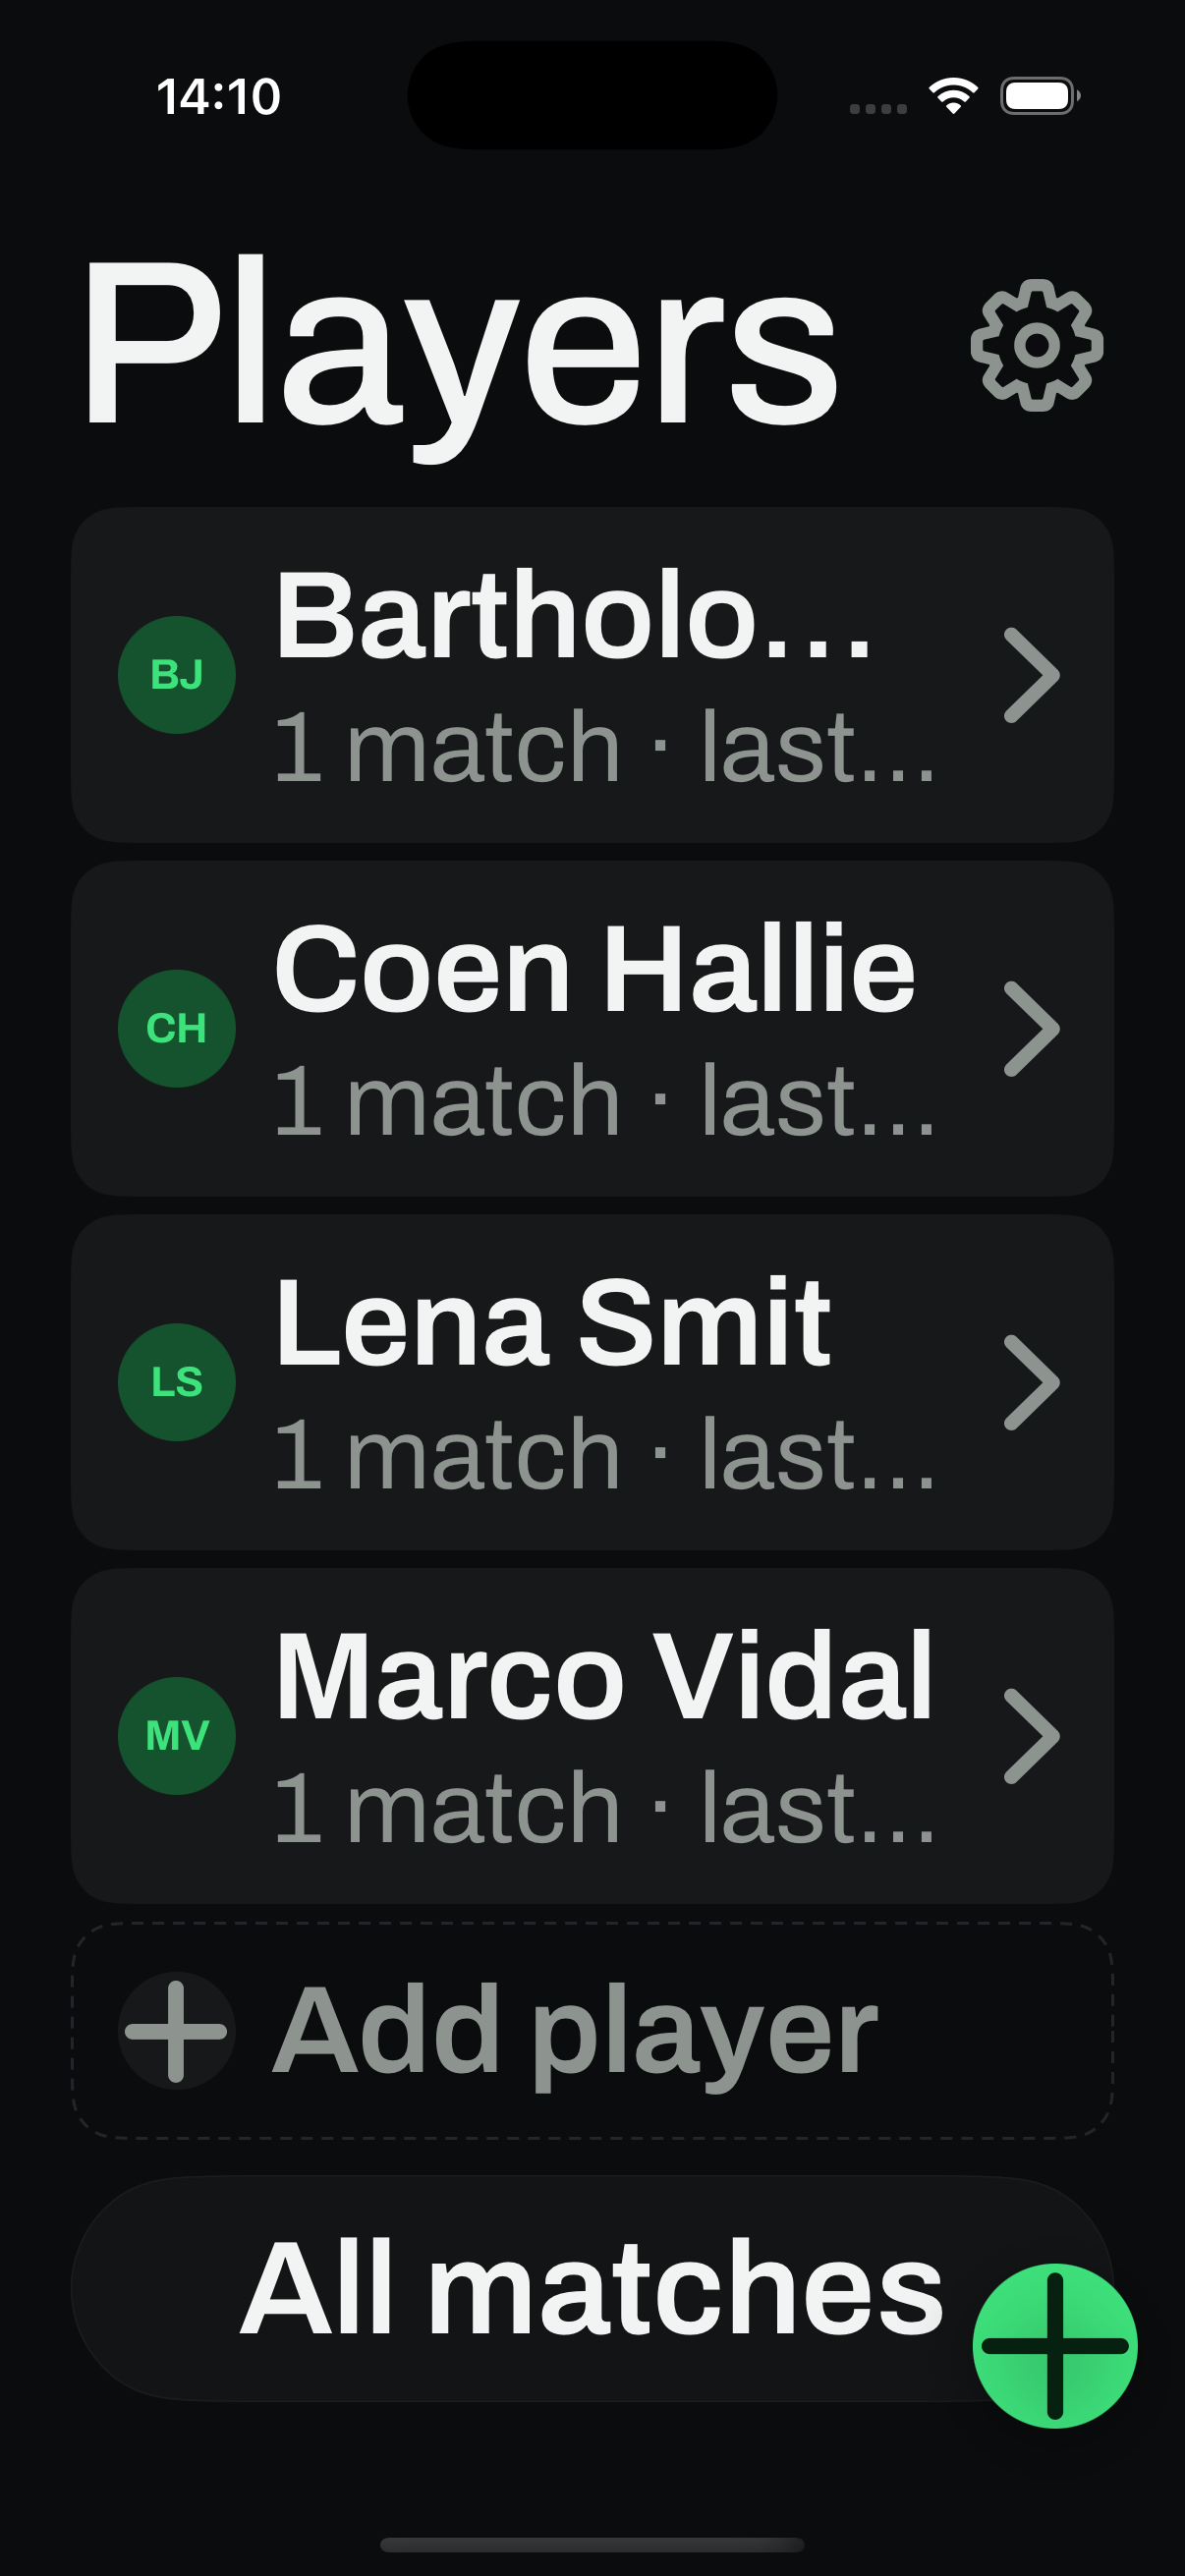 14:10
Players
BJ
Bartholo...
1 match · last...
CH
Coen Hallie
1 match · last...
LS
Lena Smit
1 match · last...
MV
Marco Vidal
1 match · last...
Add player
All matches